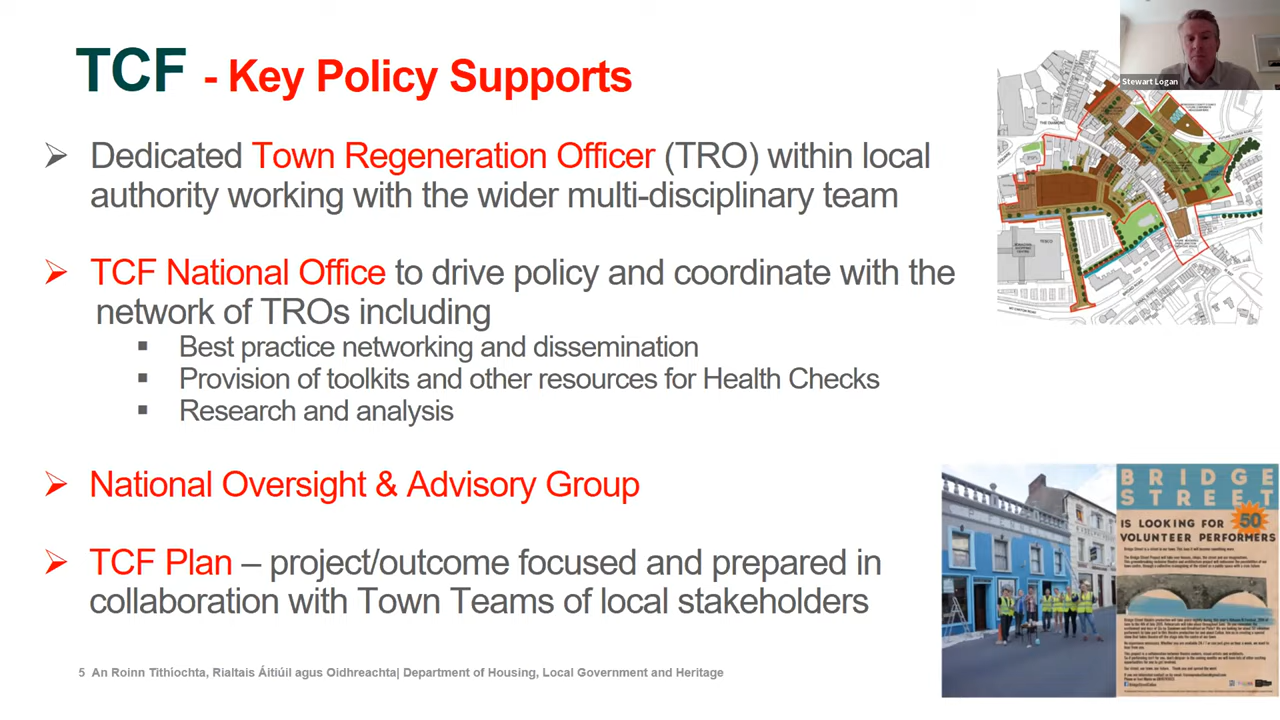 TCF - Key Policy Supports
Dedicated Town Regeneration Officer (TRO) within local
authority working with the wider multi-disciplinary team
TCF National Office to drive policy and coordinate with the
network of TROs including
Best practice networking and dissemination
Provision of toolkits and other resources for Health Checks
Research and analysis
National Oversight & Advisory Group
TCF Plan – project/outcome focused and prepared in
collaboration with Town Teams of local stakeholders
5 An Roinn Tithíochta, Rialtais Áitiúil agus Oidhreachta| Department of Housing, Local Government and Heritage
Stewart Logan
THE DIAMOND
TESCO
BRIDGE
STREET
IS LOOKING FOR 50
VOLUNTEER PERFORMERS